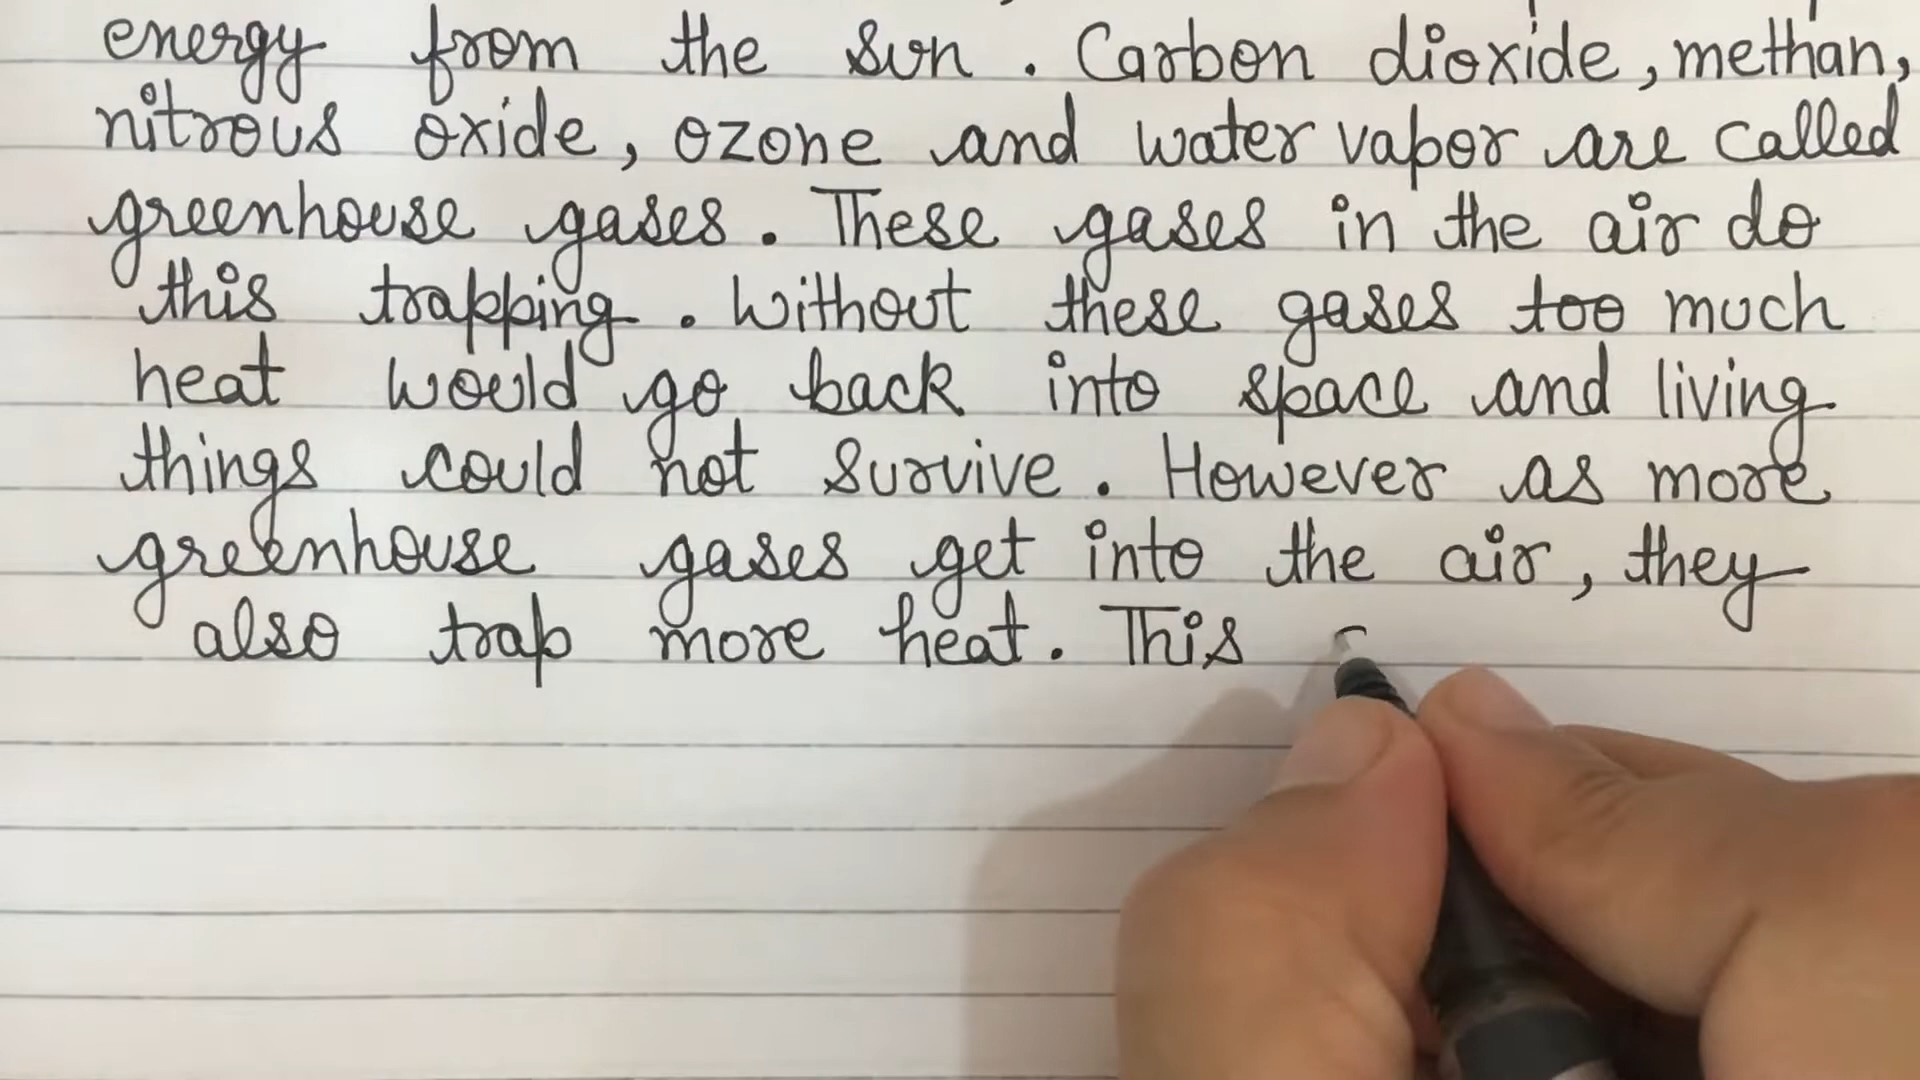 energy from the sun. Carbon dioxide, methan,
nitrous oxide, ozone and water vapor are called
greenhouse gases. These gases in the air do
this trapping. Without these gases too much
heat would go back into space and living
things could not survive. However as more
greenhouse gases get into the air, they
also trap more heat. This